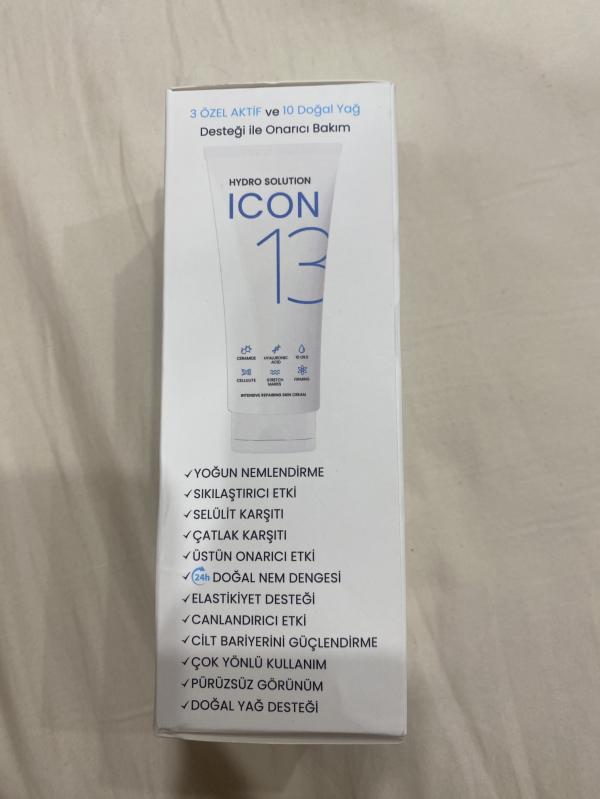 3 ÖZEL AKTİF ve 10 Doğal Yağ
Desteği ile Onarıcı Bakım
HYDRO SOLUTION
ICON
13
CERAMIDE
HYALURONIC
ACID
10 OILS
CELLULITE
STRETCH
MARKS
FIRMING
INTENSIVE REPAIRING SKIN CREAM
✓YOĞUN NEMLENDİRME
✓SIKILAŞTIRICI ETKİ
✓SELÜLİT KARŞITI
✓ÇATLAK KARŞITI
✓ÜSTÜN ONARICI ETKİ
✓24h DOĞAL NEM DENGESİ
✓ELASTİKİYET DESTEĞİ
✓CANLANDIRICI ETKİ
✓CİLT BARİYERİNİ GÜÇLENDİRME
✓ÇOK YÖNLÜ KULLANIM
✓PÜRÜZSÜZ GÖRÜNÜM
✓DOĞAL YAĞ DESTEĞİ